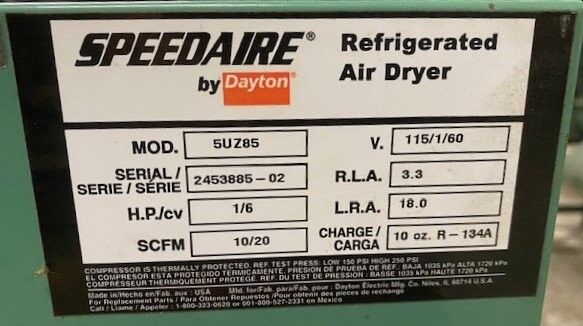 SPEEDAIRE® Refrigerated
by Dayton® Air Dryer
MOD. 5UZ85 V. 115/1/60
SERIAL / SERIE / SÉRIE 2453885-02 R.L.A. 3.3
H.P./cv 1/6 L.R.A. 18.0
SCFM 10/20 CHARGE / CARGA 10 oz. R-134A
COMPRESSOR IS THERMALLY PROTECTED. REF. TEST PRESS: LOW 150 PSI HIGH 250 PSI
EL COMPRESOR ESTA PROTEGIDO TERMICAMENTE. PRESION DE PRUEBA DE REF.: BAJA 1035 kPa ALTA 1720 kPa
COMPRESSEUR THERMIQUEMENT PROTÉGÉ. REF. DU TEST DE PRESSION: BASSE 1035 kPa HAUTE 1720 kPa
Made in/Hecho en/Fab. aux : USA Mfd. for/Fab. para/Fab. pour : Dayton Electric Mfg. Co. Niles, IL 60714 U.S.A.
For Replacement Parts / Para Obtener Repuestos /Pour obtenir des pièces de rechange
Call / Llame / Appelez : 1-800-323-0620 or 001-800-527-2331 en Mexico